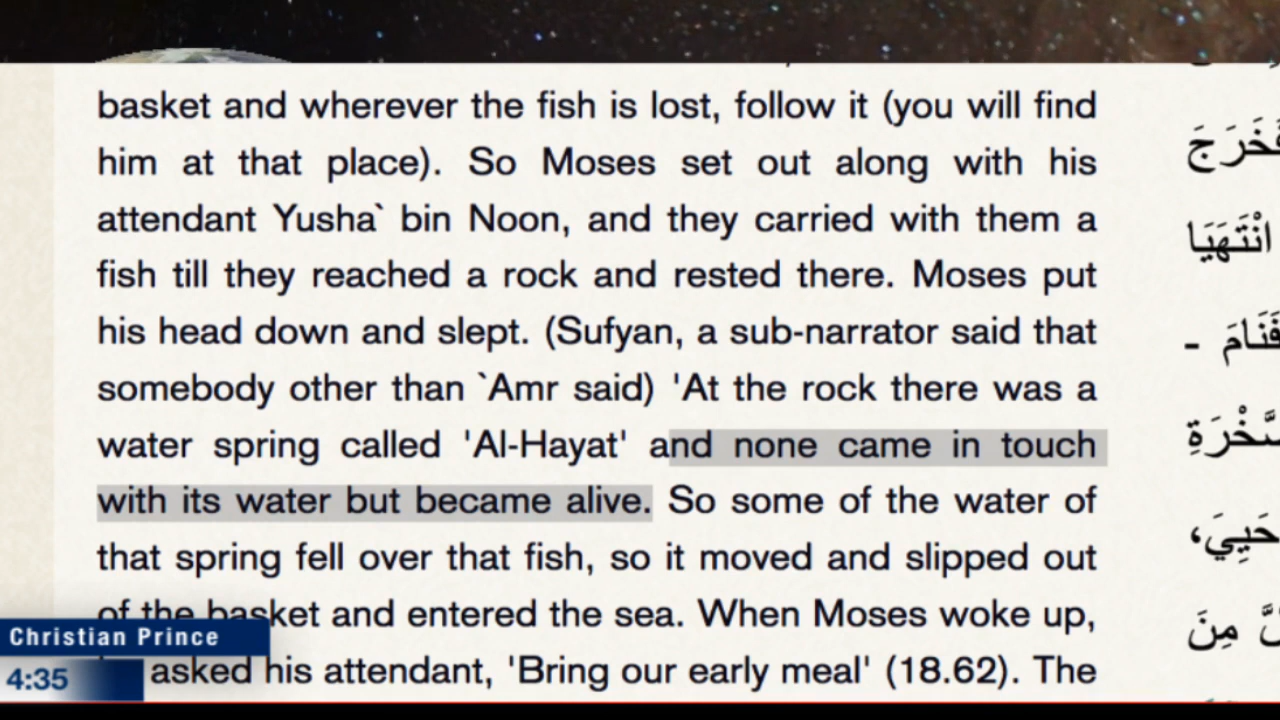 basket and wherever the fish is lost, follow it (you will find
him at that place). So Moses set out along with his
attendant Yusha` bin Noon, and they carried with them a
fish till they reached a rock and rested there. Moses put
his head down and slept. (Sufyan, a sub-narrator said that
somebody other than `Amr said) 'At the rock there was a
water spring called 'Al-Hayat' and none came in touch
with its water but became alive. So some of the water of
that spring fell over that fish, so it moved and slipped out
of the basket and entered the sea. When Moses woke up,
asked his attendant, 'Bring our early meal' (18.62). The
Christian Prince
4:35
انْتَهَيَا
فَنَامَ -
حَيِيَ،
مِنَ